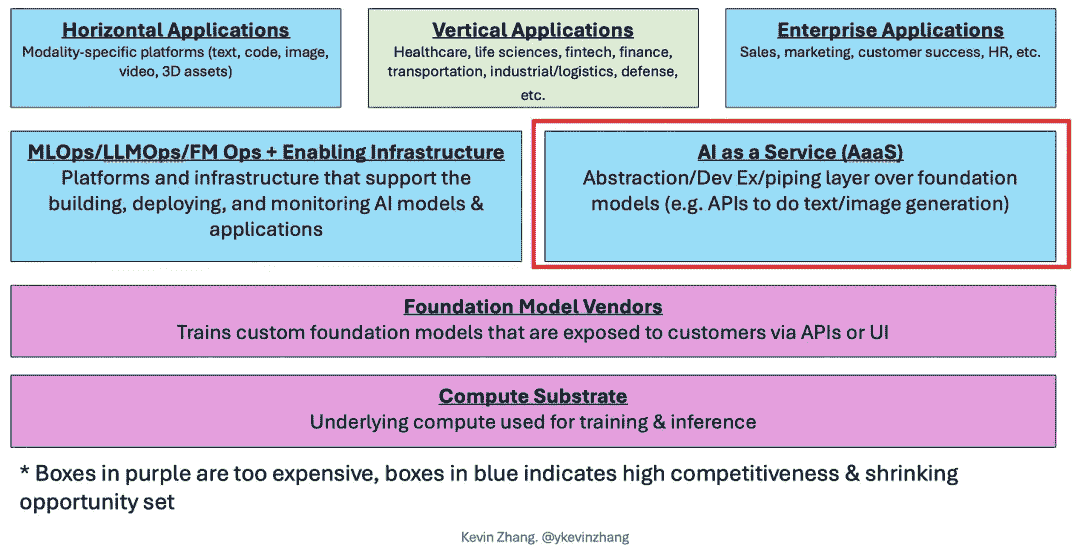 Horizontal Applications
Modality-specific platforms (text, code, image,
video, 3D assets)
Vertical Applications
Healthcare, life sciences, fintech, finance,
transportation, industrial/logistics, defense,
etc.
Enterprise Applications
Sales, marketing, customer success, HR, etc.
MLOps/LLMOps/FM Ops + Enabling Infrastructure
Platforms and infrastructure that support the
building, deploying, and monitoring AI models &
applications
AI as a Service (AaaS)
Abstraction/Dev Ex/piping layer over foundation
models (e.g. APIs to do text/image generation)
Foundation Model Vendors
Trains custom foundation models that are exposed to customers via APIs or UI
Compute Substrate
Underlying compute used for training & inference
* Boxes in purple are too expensive, boxes in blue indicates high competitiveness & shrinking
opportunity set
Kevin Zhang. @ykevinzhang